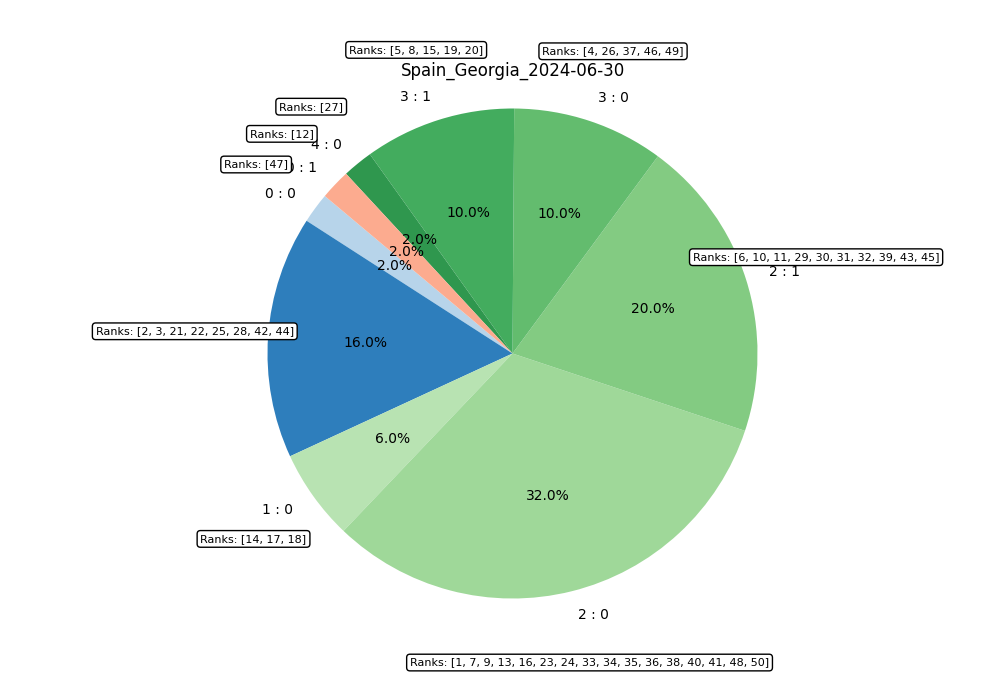 Ranks: [5, 8, 15, 19, 20]
Ranks: [4, 26, 37, 46, 49]
Spain_Georgia_2024-06-30
3 : 1
3 : 0
Ranks: [27]
Ranks: [12]
4 : 0
Ranks: [47]
: 1
0 : 0
10.0%
10.0%
2.0%
2.0%
2.0%
Ranks: [6, 10, 11, 29, 30, 31, 32, 39, 43, 45]
2 : 1
20.0%
Ranks: [2, 3, 21, 22, 25, 28, 42, 44]
16.0%
6.0%
32.0%
1 : 0
Ranks: [14, 17, 18]
2 : 0
Ranks: [1, 7, 9, 13, 16, 23, 24, 33, 34, 35, 36, 38, 40, 41, 48, 50]